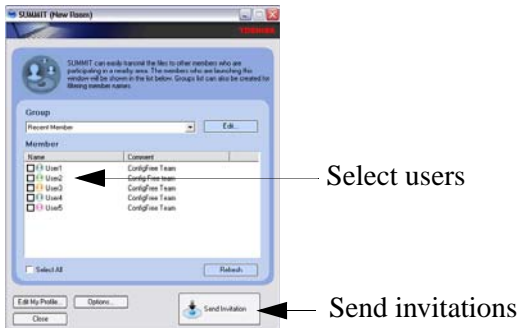 SUMMIT (New Room)
TOSHIBA
SUMMIT can easily transmit the files to other members who are
participating in a nearby area. The members who are launching this
window will be shown in the list below. Groups list can also be created for
filtering member names.
Group
Recent Member
Edit...
Member
Name Comment
User1 ConfigFree Team
User2 Config Free team
User3 ConfigFree Team
User4 ConfigFree Team
User5 ConfigFree Team
Select users
Select All
Refresh
Edit My Profile...
Options...
Send Invitation
Close
Send invitations